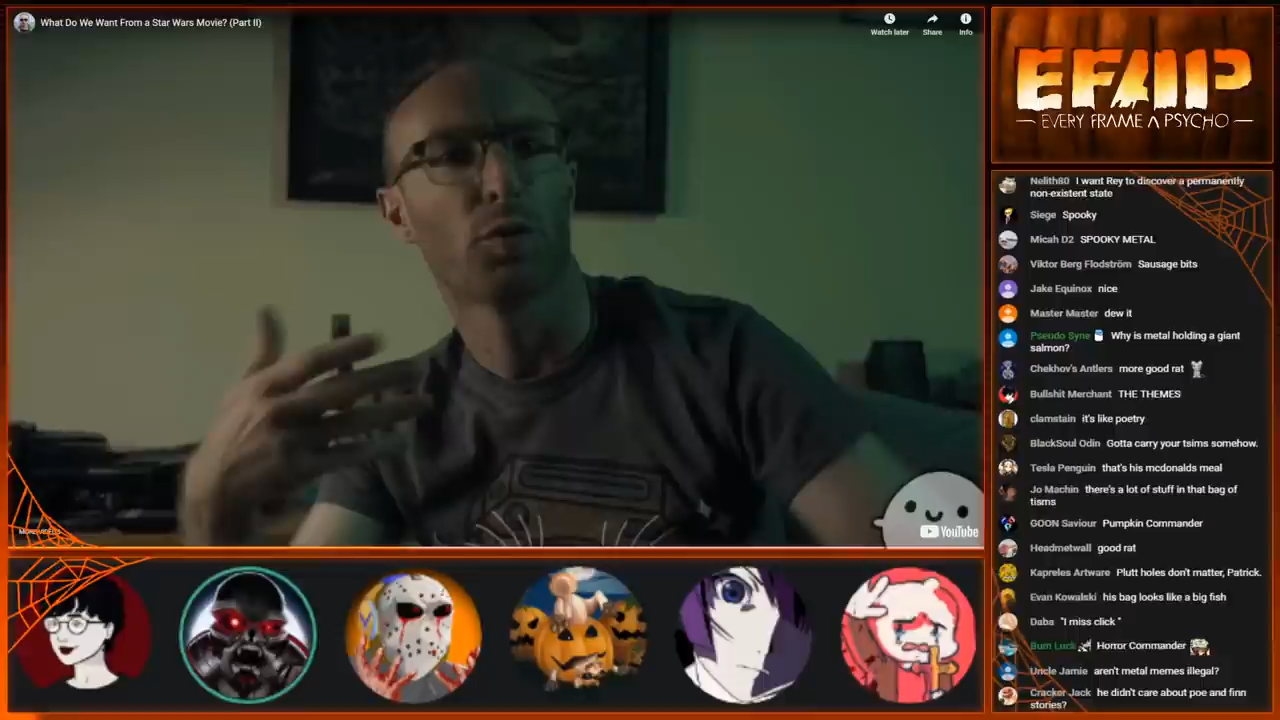 What Do We Want From a Star Wars Movie? (Part II)
Watch later
Share
Info
EFAP
EVERY FRAME A PSYCHO
Nelith80 I want Rey to discover a permanently
non-existent state
Siege Spooky
Micah D2 SPOOKY METAL
Viktor Berg Flodström Sausage bits
Jake Equinox nice
Master Master dew it
Pseudo Syne Why is metal holding a giant
salmon?
Chekhov's Antlers more good rat
Bullshit Merchant THE THEMES
clamstain it's like poetry
BlackSoul Odin Gotta carry your tsims somehow.
Tesla Penguin that's his mcdonalds meal
Jo Machin there's a lot of stuff in that bag of
tisms
GOON Saviour Pumpkin Commander
Headmetwall good rat
Kapreles Artware Plutt holes don't matter, Patrick.
Evan Kowalski his bag looks like a big fish
Daba "I miss click "
Bum Luck Horror Commander
Uncle Jamie aren't metal memes illegal?
Cracker Jack he didn't care about poe and finn
stories?
MORE VIDEOS
YouTube